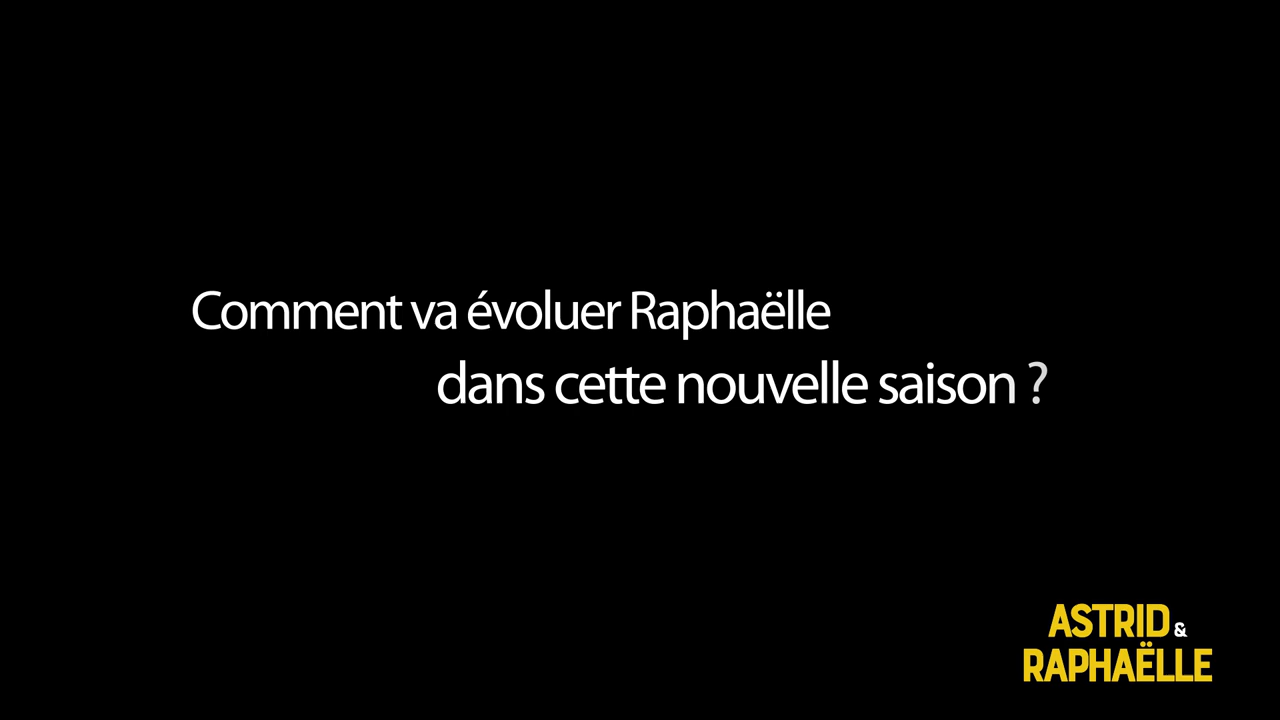 Comment va évoluer Raphaëlle
dans cette nouvelle saison ?
ASTRID &
RAPHAËLLE